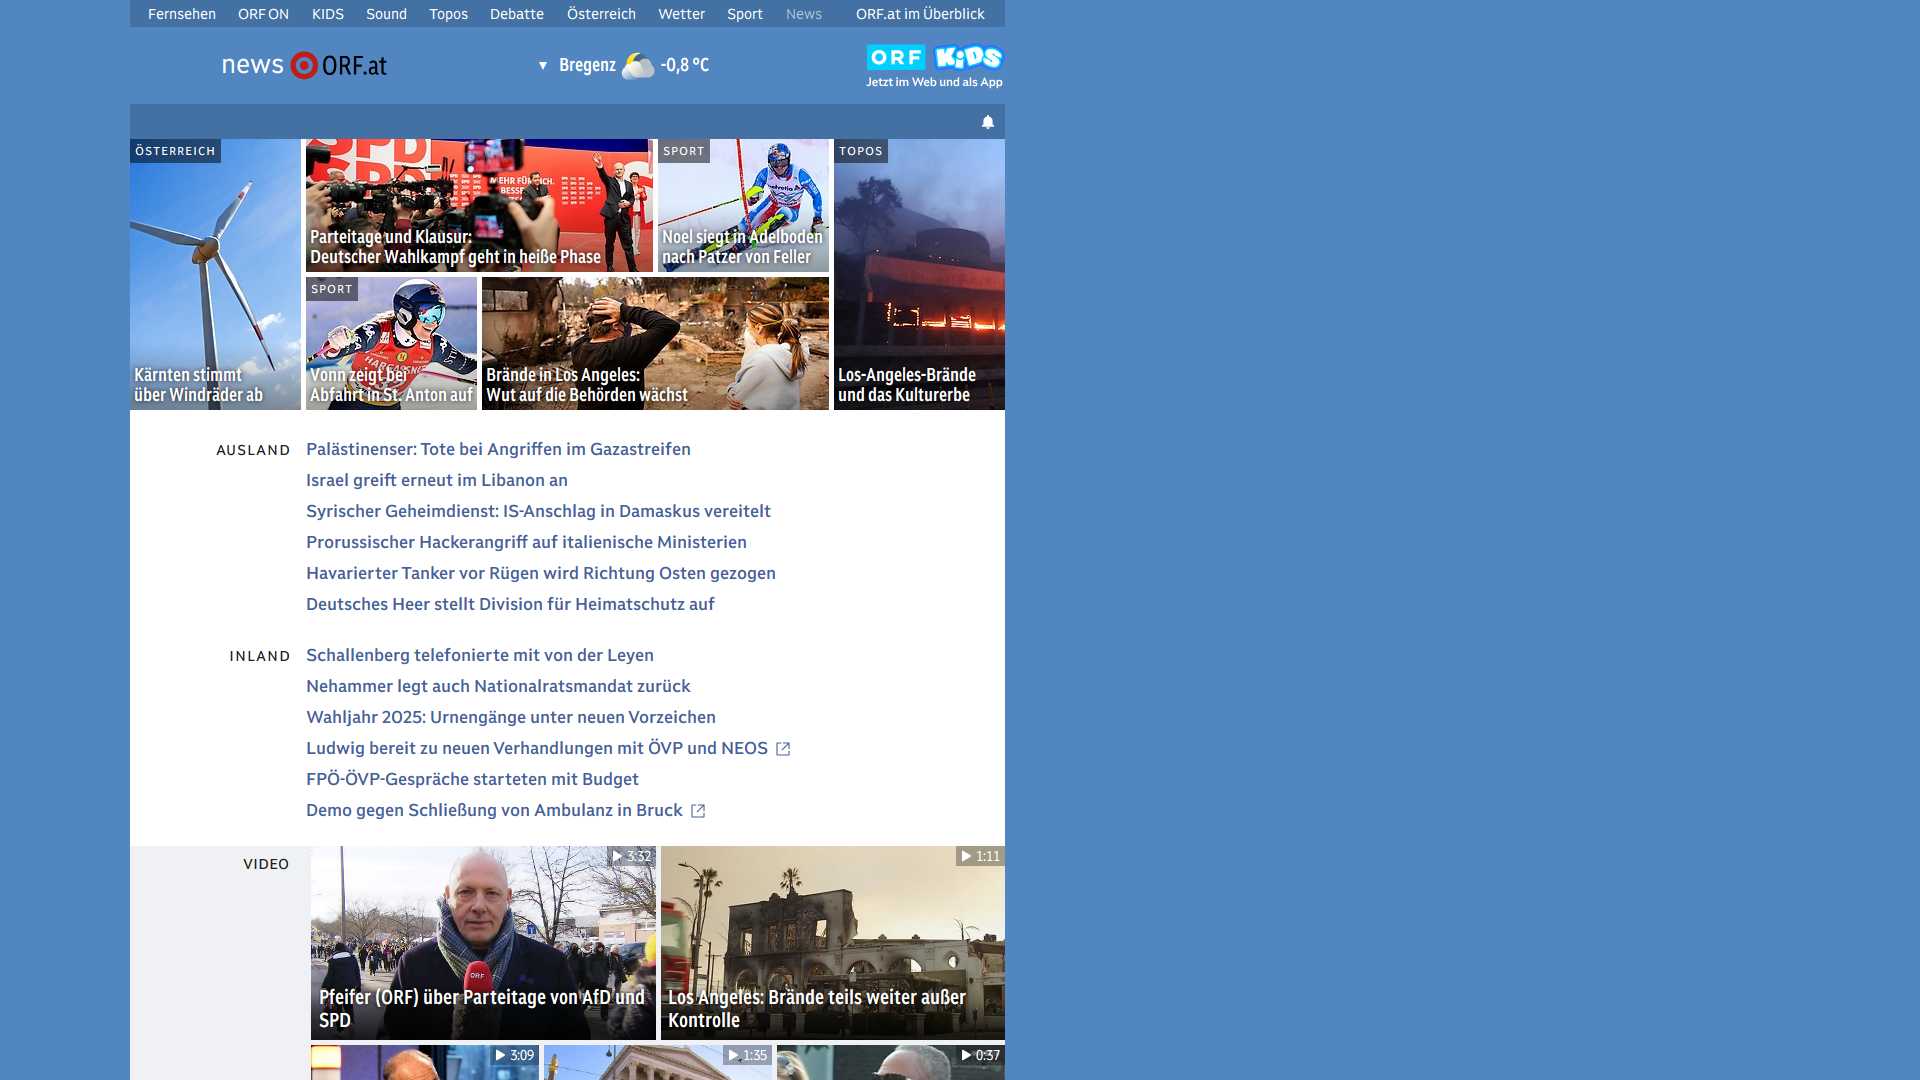 Fernsehen ORF ON KIDS Sound Topos Debatte Österreich Wetter Sport News ORF.at im Überblick
news ORF.at
Bregenz -0,8 °C
ORF KiDS
Jetzt im Web und als App
ÖSTERREICH
Kärnten stimmt
über Windräder ab
SPD
MEHR FÜR DICH.
BESSE
Parteitage und Klausur:
Deutscher Wahlkampf geht in heiße Phase
SPORT
helvetia
Noel siegt in Adelboden
nach Patzer von Feller
TOPOS
Los-Angeles-Brände
und das Kulturerbe
SPORT
Vonn zeigt bei
Abfahrt in St. Anton auf
Brände in Los Angeles:
Wut auf die Behörden wächst
AUSLAND
Palästinenser: Tote bei Angriffen im Gazastreifen
Israel greift erneut im Libanon an
Syrischer Geheimdienst: IS-Anschlag in Damaskus vereitelt
Prorussischer Hackerangriff auf italienische Ministerien
Havarierter Tanker vor Rügen wird Richtung Osten gezogen
Deutsches Heer stellt Division für Heimatschutz auf
INLAND
Schallenberg telefonierte mit von der Leyen
Nehammer legt auch Nationalratsmandat zurück
Wahljahr 2025: Urnengänge unter neuen Vorzeichen
Ludwig bereit zu neuen Verhandlungen mit ÖVP und NEOS
FPÖ-ÖVP-Gespräche starteten mit Budget
Demo gegen Schließung von Ambulanz in Bruck
VIDEO
3:32
ORF
Pfeifer (ORF) über Parteitage von AfD und
SPD
1:11
Los Angeles: Brände teils weiter außer
Kontrolle
3:09
1:35
0:37